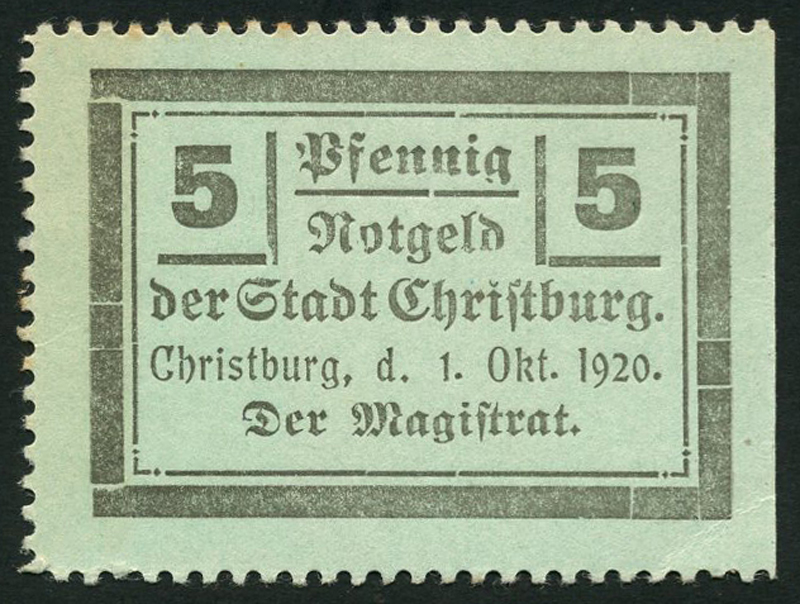 5 Pfennig 5
Notgeld
der Stadt Christburg.
Christburg, d. 1. Okt. 1920.
Der Magistrat.